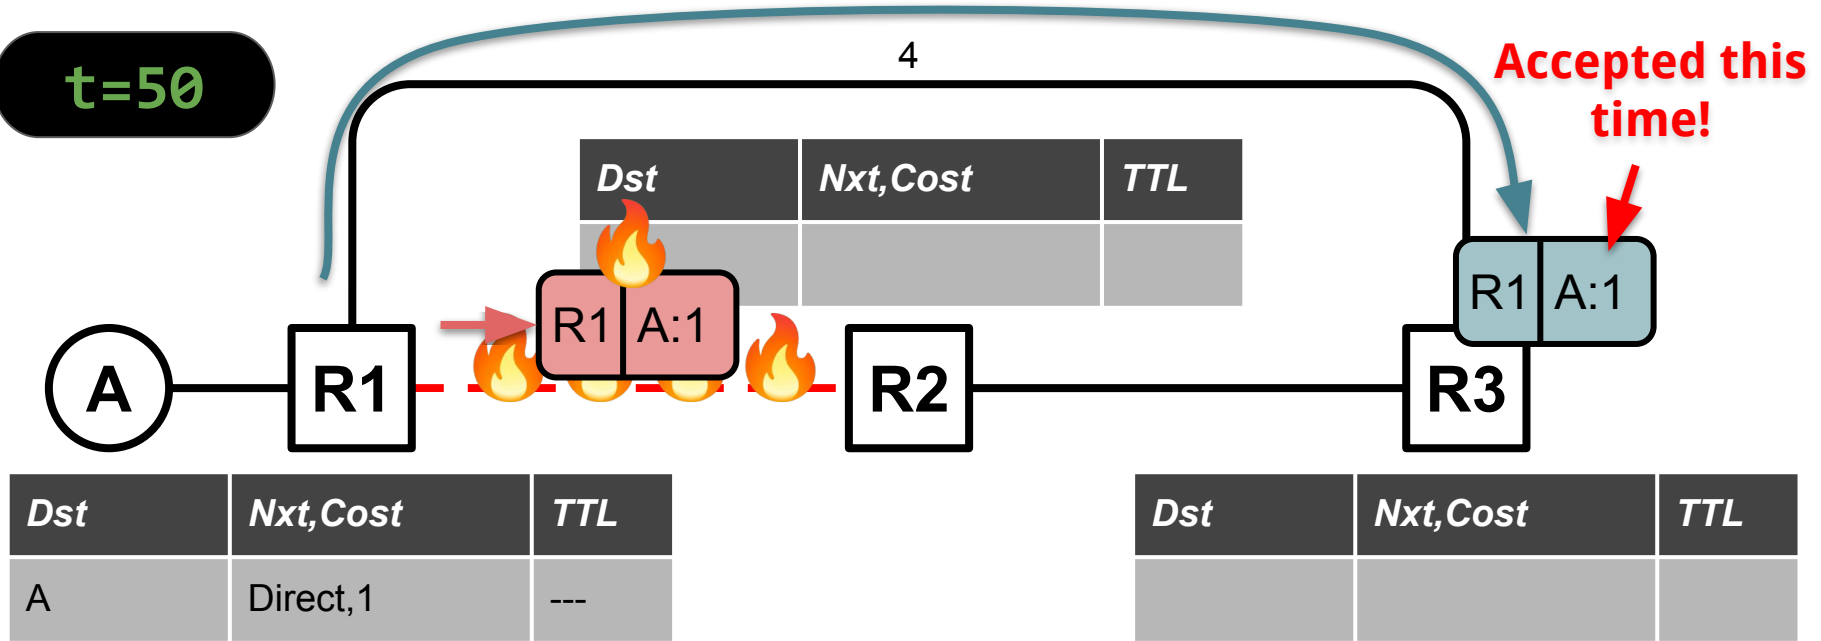 t=50
4
Accepted this
time!
Dst Nxt,Cost TTL
R1 A:1
R1 A:1
A R1 R2 R3
Dst Nxt,Cost TTL
A Direct,1 ---
Dst Nxt,Cost TTL